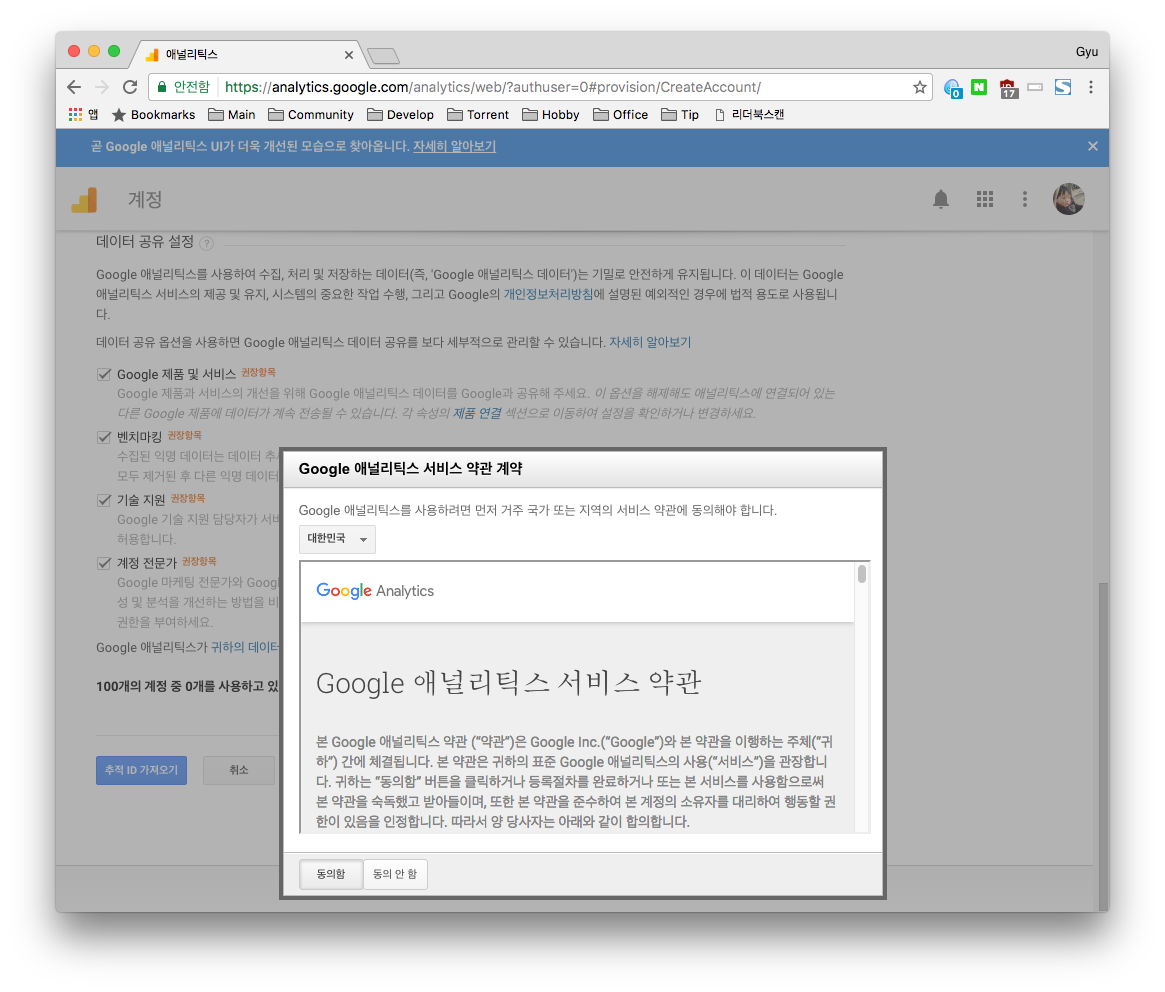 애널리틱스
Gyu
안전함 https://analytics.google.com/analytics/web/?authuser=0#provision/CreateAccount/
0
N
17
S
앱 Bookmarks Main Community Develop Torrent Hobby Office Tip 리더북스캔
곧 Google 애널리틱스 UI가 더욱 개선된 모습으로 찾아옵니다. 자세히 알아보기
계정
데이터 공유 설정 ?
Google 애널리틱스를 사용하여 수집, 처리 및 저장하는 데이터(즉, 'Google 애널리틱스 데이터')는 기밀로 안전하게 유지됩니다. 이 데이터는 Google
애널리틱스 서비스의 제공 및 유지, 시스템의 중요한 작업 수행, 그리고 Google의 개인정보처리방침에 설명된 예외적인 경우에 법적 용도로 사용됩니
다.
데이터 공유 옵션을 사용하면 Google 애널리틱스 데이터 공유를 보다 세부적으로 관리할 수 있습니다. 자세히 알아보기
Google 제품 및 서비스 권장항목
Google 제품과 서비스의 개선을 위해 Google 애널리틱스 데이터를 Google과 공유해 주세요. 이 옵션을 해제해도 애널리틱스에 연결되어 있는
다른 Google 제품에 데이터가 계속 전송될 수 있습니다. 각 속성의 제품 연결 섹션으로 이동하여 설정을 확인하거나 변경하세요.
벤치마킹 권장항목
수집된 익명 데이터는 데이터 추세
모두 제거된 후 다른 익명 데이터
기술 지원 권장항목
Google 기술 지원 담당자가 서비
허용합니다.
계정 전문가 권장항목
Google 마케팅 전문가와 Googl
성 및 분석을 개선하는 방법을 비
권한을 부여하세요.
Google 애널리틱스가 귀하의 데이터
100개의 계정 중 0개를 사용하고 있
추적 ID 가져오기 취소
Google 애널리틱스 서비스 약관 계약
Google 애널리틱스를 사용하려면 먼저 거주 국가 또는 지역의 서비스 약관에 동의해야 합니다.
대한민국
Google Analytics
Google 애널리틱스 서비스 약관
본 Google 애널리틱스 약관 (“약관”)은 Google Inc.(“Google”)와 본 약관을 이행하는 주체(“귀
하”) 간에 체결됩니다. 본 약관은 귀하의 표준 Google 애널리틱스의 사용(“서비스”)을 관장합니
다. 귀하는 “동의함” 버튼을 클릭하거나 등록절차를 완료하거나 또는 본 서비스를 사용함으로써
본 약관을 숙독했고 받아들이며, 또한 본 약관을 준수하여 본 계정의 소유자를 대리하여 행동할 권
한이 있음을 인정합니다. 따라서 양 당사자는 아래와 같이 합의합니다.
동의함 동의 안 함